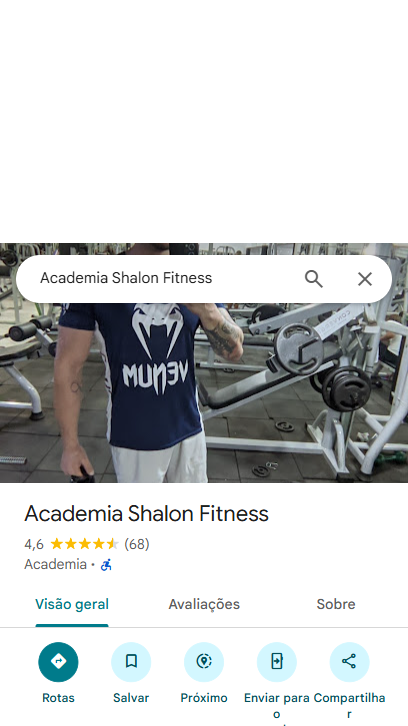 Academia Shalon Fitness
MUNƎV
Academia Shalon Fitness
4,6 (68)
Academia ·
Visão geral
Avaliações
Sobre
Rotas
Salvar
Próximo
Enviar para o
Compartilhar